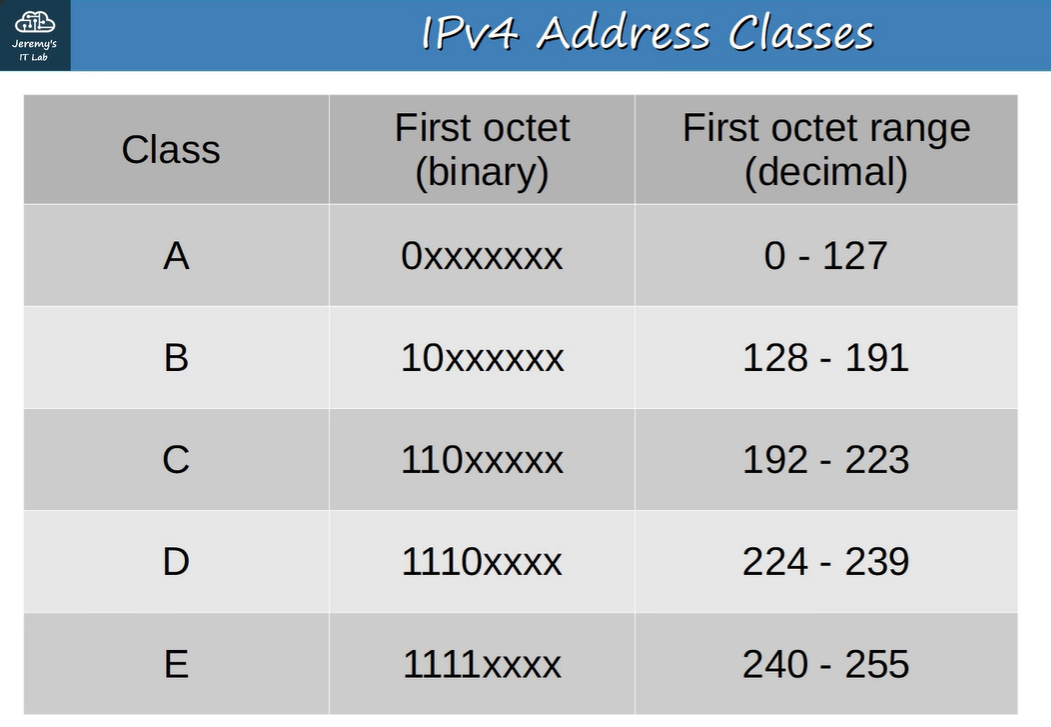 Jeremy's
IT Lab
IPv4 Address Classes
Class
First octet
(binary)
First octet range
(decimal)
A
0xxxxxxx
0 - 127
B
10xxxxxx
128 - 191
C
110xxxxx
192 - 223
D
1110xxxx
224 - 239
E
1111xxxx
240 - 255